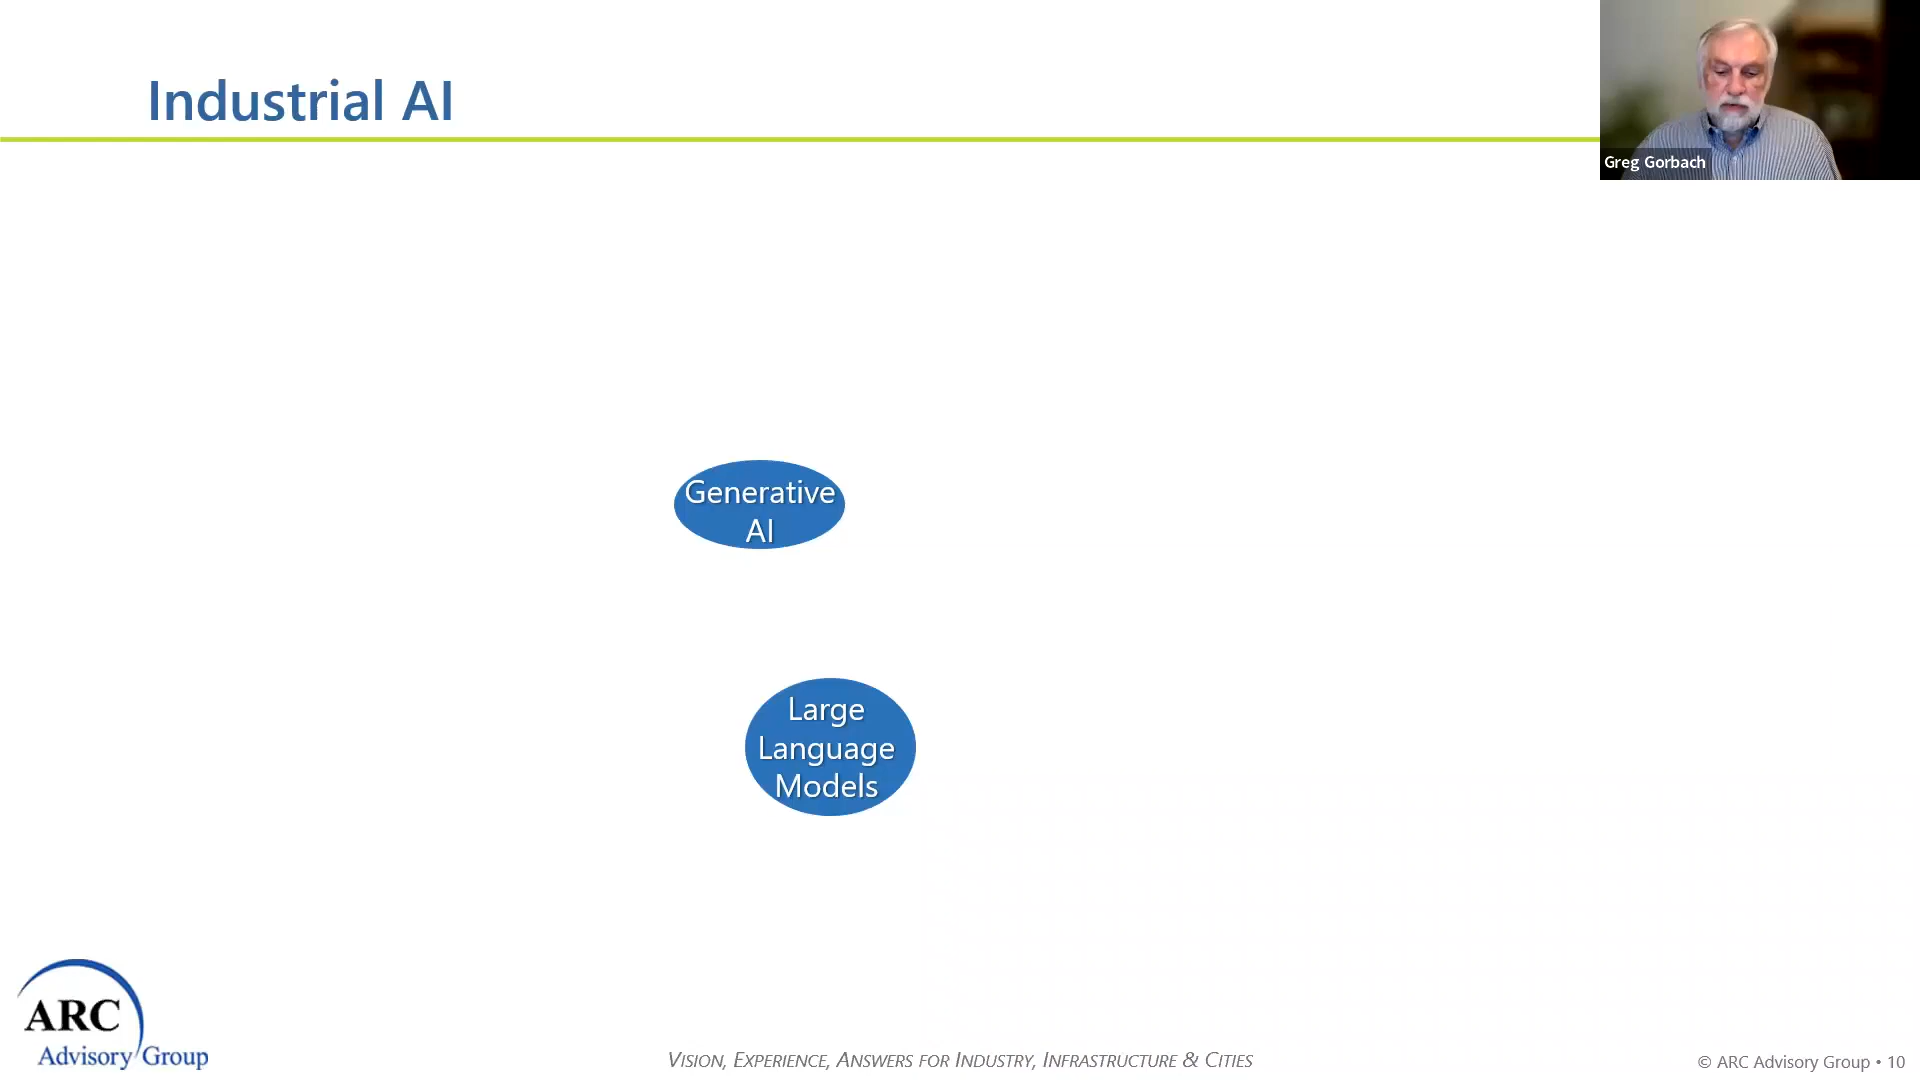 Industrial AI
Greg Gorbach
Generative
AI
Large
Language
Models
ARC
Advisory Group
VISION, EXPERIENCE, ANSWERS FOR INDUSTRY, INFRASTRUCTURE & CITIES
© ARC Advisory Group • 10